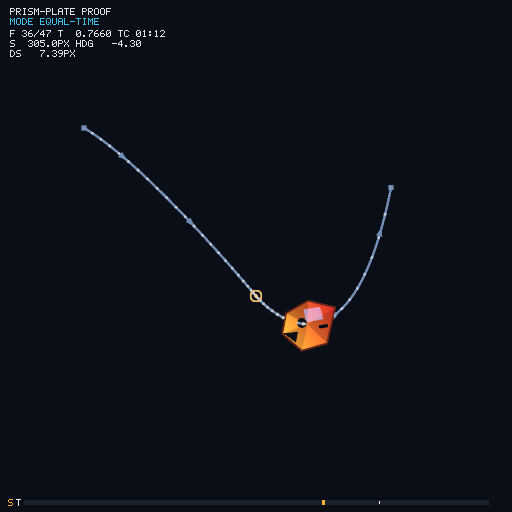 PRISM-PLATE PROOF
MODE EQUAL-TIME
F 36/47 T  0.7660 TC 01:12
S  305.0PX HDG   -4.30
DS   7.39PX
ST